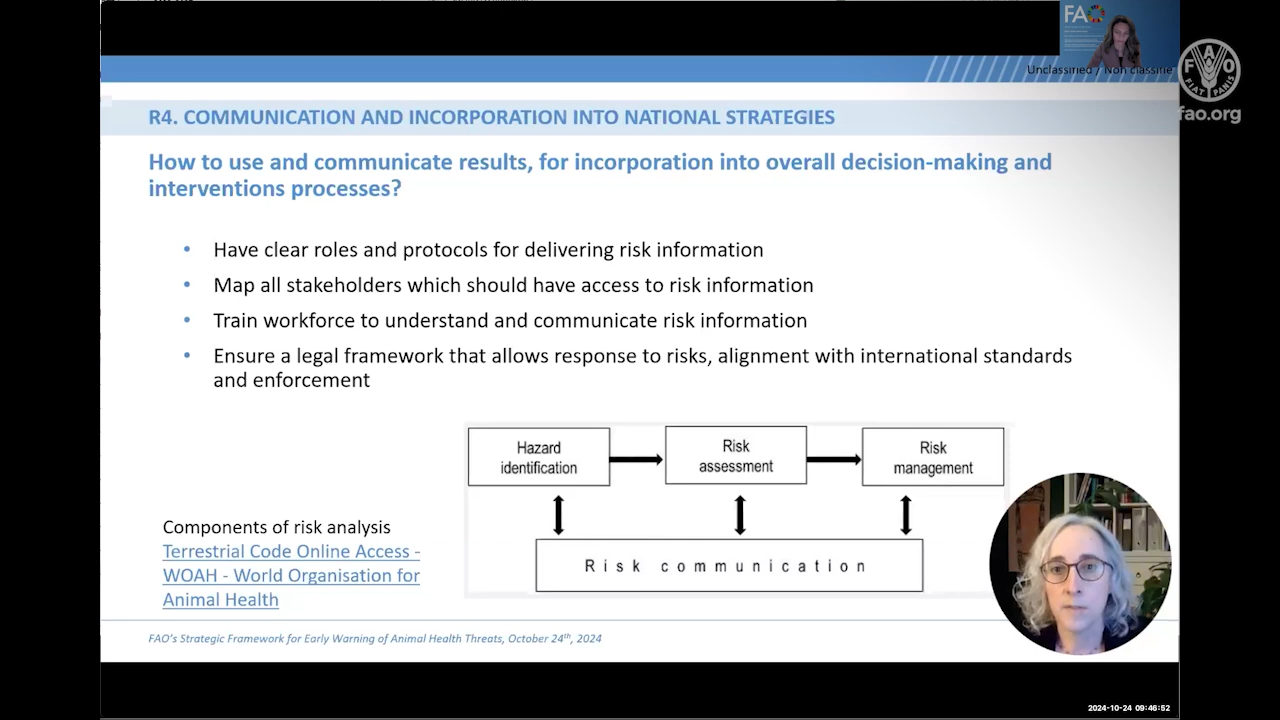 FAO
Unclassified / Non classifié
FAO
FIAT PANIS
fao.org
R4. COMMUNICATION AND INCORPORATION INTO NATIONAL STRATEGIES
How to use and communicate results, for incorporation into overall decision-making and
interventions processes?
• Have clear roles and protocols for delivering risk information
• Map all stakeholders which should have access to risk information
• Train workforce to understand and communicate risk information
• Ensure a legal framework that allows response to risks, alignment with international standards
and enforcement
Hazard
identification
Risk
assessment
Risk
management
Risk communication
Components of risk analysis
Terrestrial Code Online Access -
WOAH - World Organisation for
Animal Health
FAO's Strategic Framework for Early Warning of Animal Health Threats, October 24th, 2024
2024-10-24 09:46:52